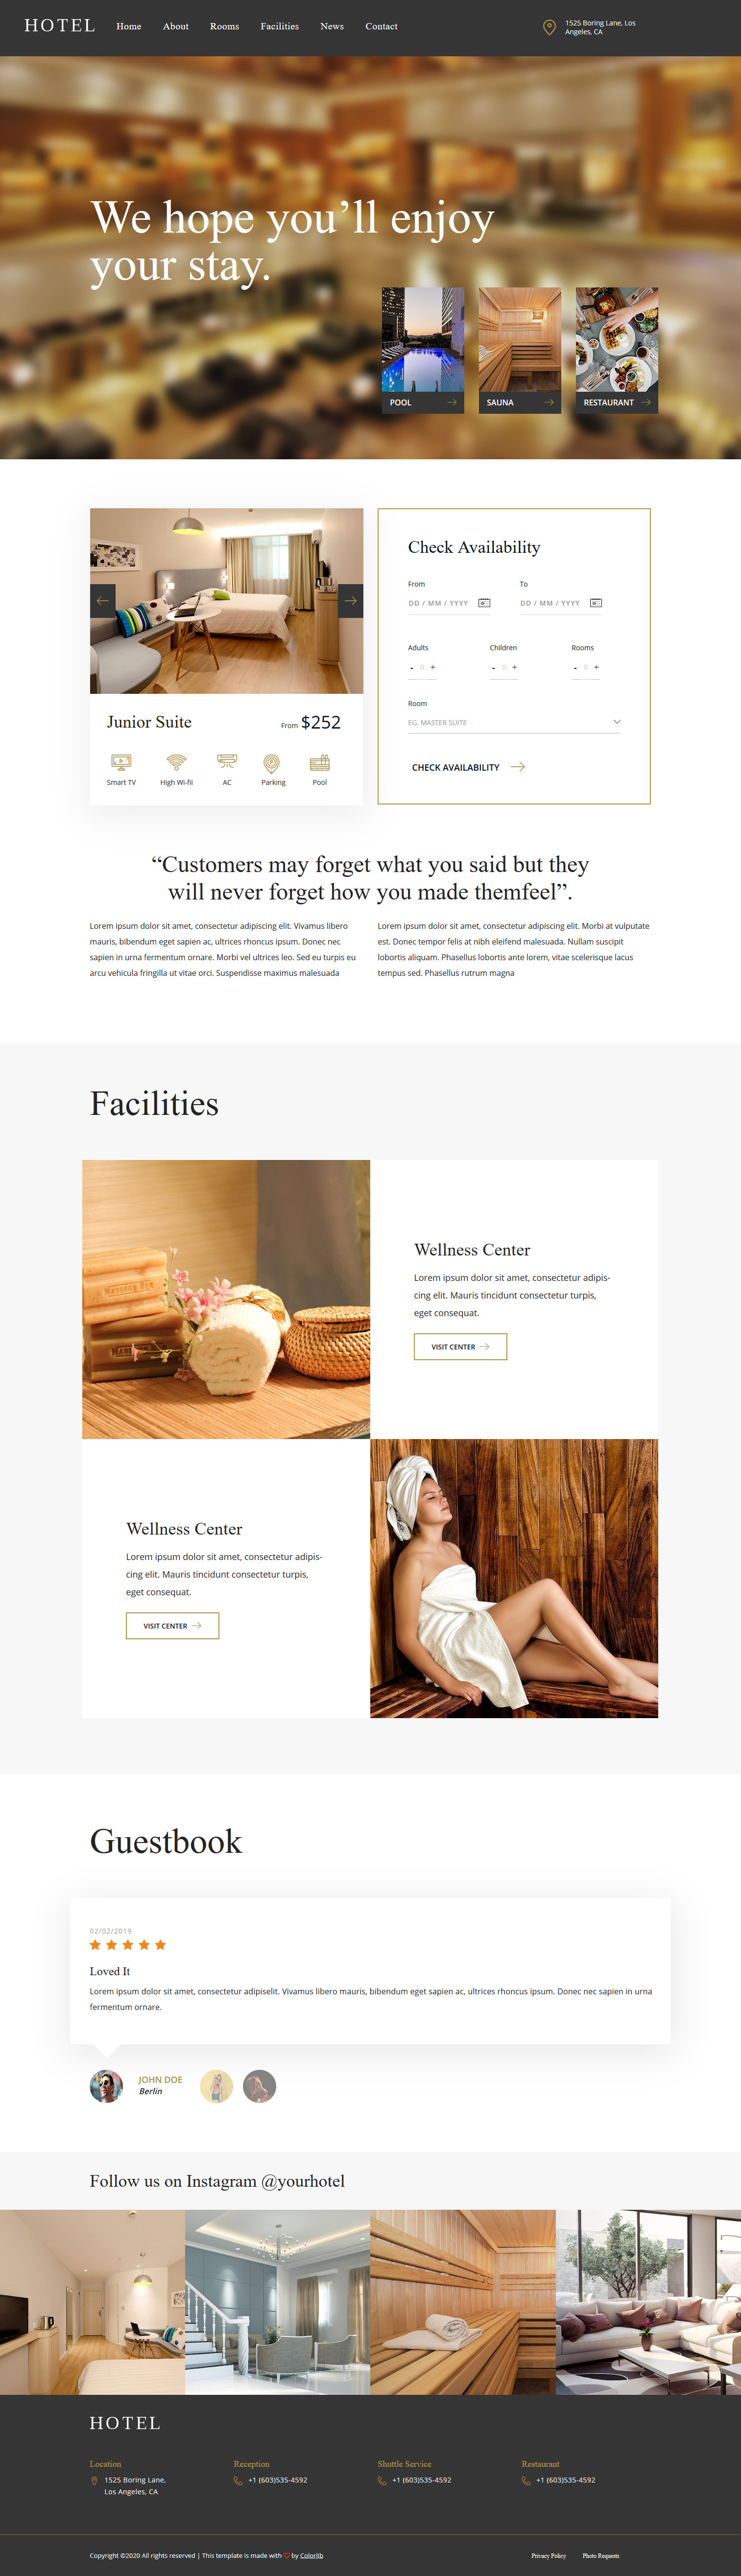 HOTEL
Home
About
Rooms
Facilities
News
Contact
1525 Boring Lane, Los
Angeles, CA
We hope you’ll enjoy
your stay.
POOL
SAUNA
RESTAURANT
Junior Suite
From $252
Smart TV
High Wi-fii
AC
Parking
Pool
Check Availability
From
To
DD / MM / YYYY
DD / MM / YYYY
Adults
Children
Rooms
- 0 +
- 0 +
- 0 +
Room
EG. MASTER SUITE
CHECK AVAILABILITY
“Customers may forget what you said but they
will never forget how you made themfeel”.
Lorem ipsum dolor sit amet, consectetur adipiscing elit. Vivamus libero
mauris, bibendum eget sapien ac, ultrices rhoncus ipsum. Donec nec
sapien in urna fermentum ornare. Morbi vel ultrices leo. Sed eu turpis eu
arcu vehicula fringilla ut vitae orci. Suspendisse maximus malesuada
Lorem ipsum dolor sit amet, consectetur adipiscing elit. Morbi at vulputate
est. Donec tempor felis at nibh eleifend malesuada. Nullam suscipit
lobortis aliquam. Phasellus lobortis ante lorem, vitae scelerisque lacus
tempus sed. Phasellus rutrum magna
Facilities
Wellness Center
Lorem ipsum dolor sit amet, consectetur adipis-
cing elit. Mauris tincidunt consectetur turpis,
eget consequat.
VISIT CENTER
Wellness Center
Lorem ipsum dolor sit amet, consectetur adipis-
cing elit. Mauris tincidunt consectetur turpis,
eget consequat.
VISIT CENTER
Guestbook
02/02/2019
Loved It
Lorem ipsum dolor sit amet, consectetur adipiselit. Vivamus libero mauris, bibendum eget sapien ac, ultrices rhoncus ipsum. Donec nec sapien in urna
fermentum ornare.
JOHN DOE
Berlin
Follow us on Instagram @yourhotel
HOTEL
Location
1525 Boring Lane,
Los Angeles, CA
Reception
+1 (603)535-4592
Shuttle Service
+1 (603)535-4592
Restaurant
+1 (603)535-4592
Copyright ©2020 All rights reserved | This template is made with ♡ by Colorlib
Privacy Policy
Photo Requests